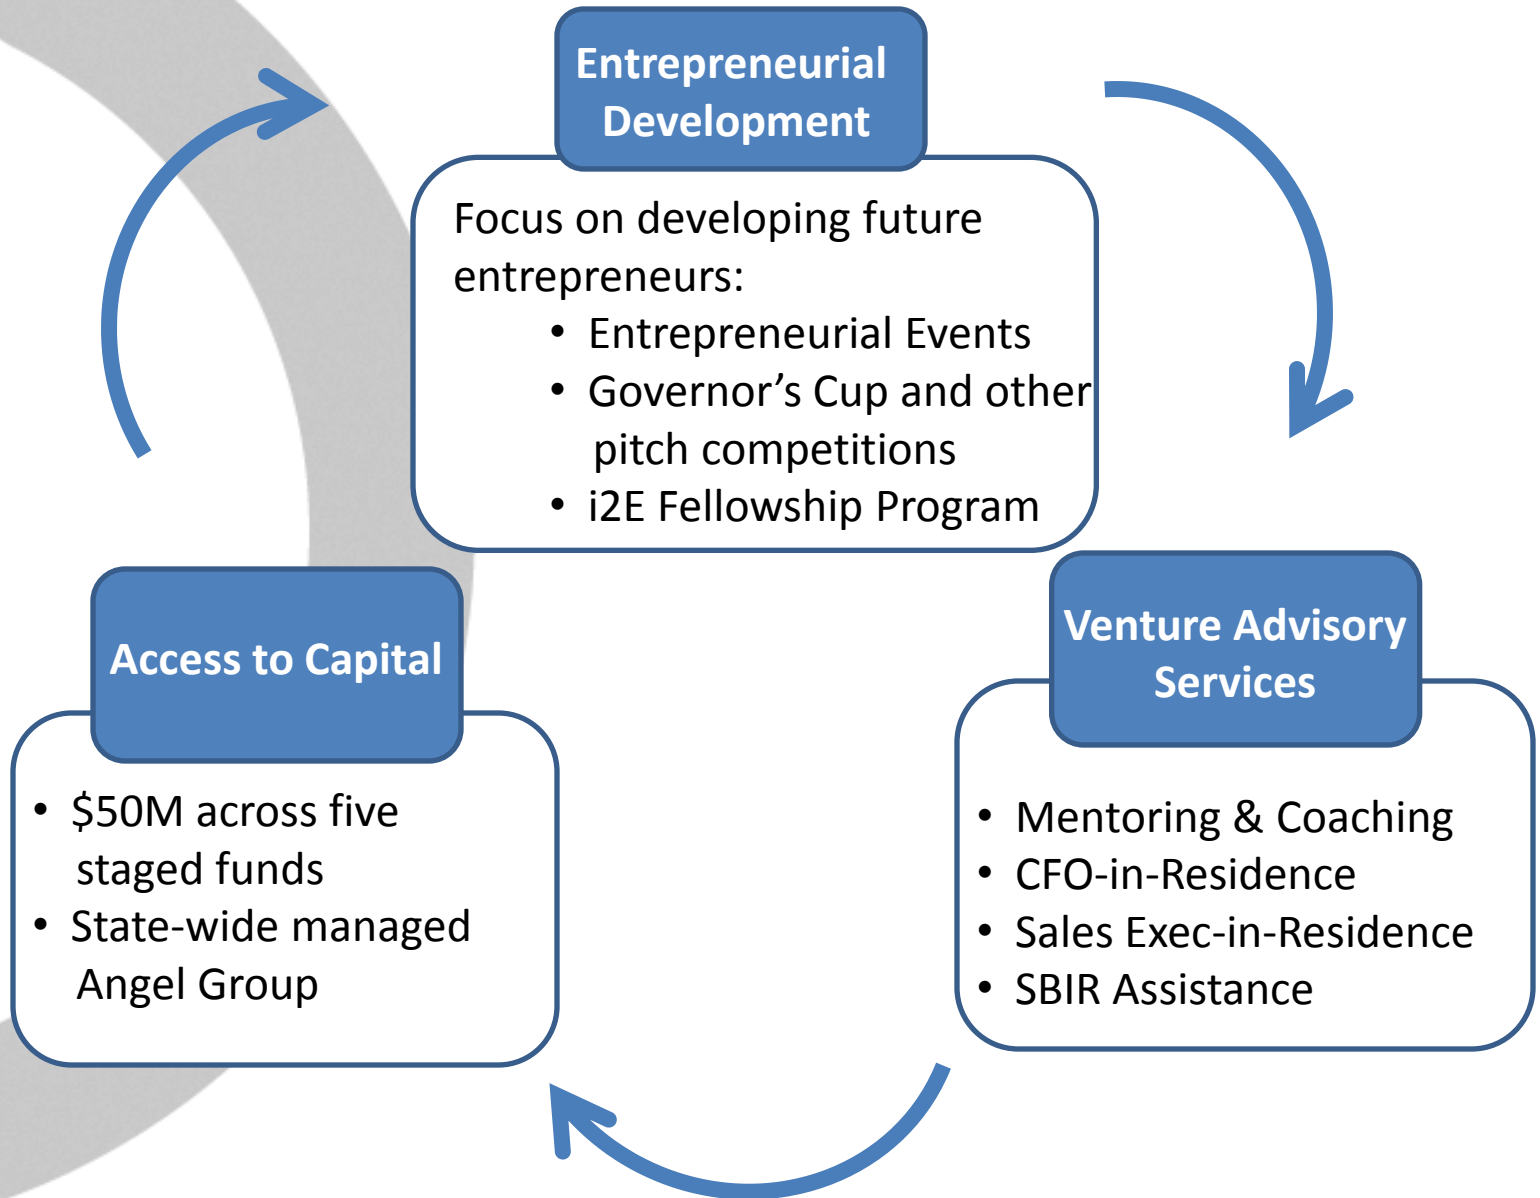 Entrepreneurial
Development
Focus on developing future
entrepreneurs:
• Entrepreneurial Events
• Governor’s Cup and other
pitch competitions
• i2E Fellowship Program
Access to Capital
• $50M across five
staged funds
• State-wide managed
Angel Group
Venture Advisory
Services
• Mentoring & Coaching
• CFO-in-Residence
• Sales Exec-in-Residence
• SBIR Assistance